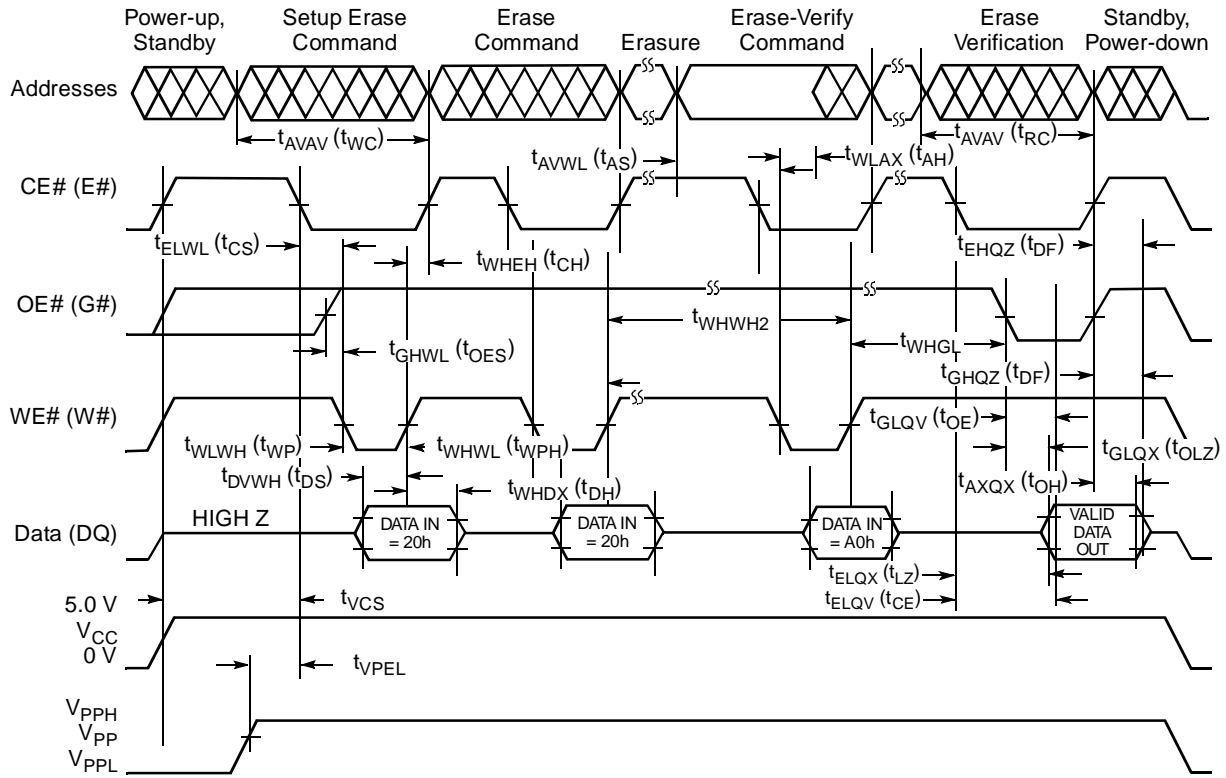 Power-up, Standby
Setup Erase Command
Erase Command
Erasure
Erase-Verify Command
Erase Verification
Standby, Power-down
Addresses
tAVAV (tWC)
tAVWL (tAS)
tWLAX (tAH)
tAVAV (tRC)
CE# (E#)
tELWL (tCS)
tWHEH (tCH)
tEHQZ (tDF)
OE# (G#)
tWHWH2
tWHGL
tGHWL (tOES)
tGHQZ (tDF)
WE# (W#)
tGLQV (tOE)
tWLWH (tWP)
tWHWL (tWPH)
tGLQX (tOLZ)
tDVWH (tDS)
tWHDX (tDH)
tAXQX (tOH)
Data (DQ)
HIGH Z
DATA IN = 20h
DATA IN = 20h
DATA IN = A0h
VALID DATA OUT
tELQX (tLZ)
tELQV (tCE)
5.0 V
VCC
0 V
tVCS
tVPEL
VPPH
VPP
VPPL